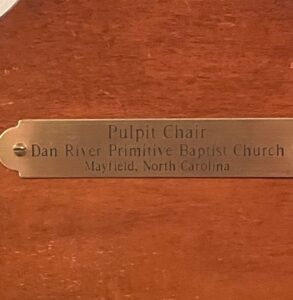 Pulpit Chair
Dan River Primitive Baptist Church
Mayfield, North Carolina